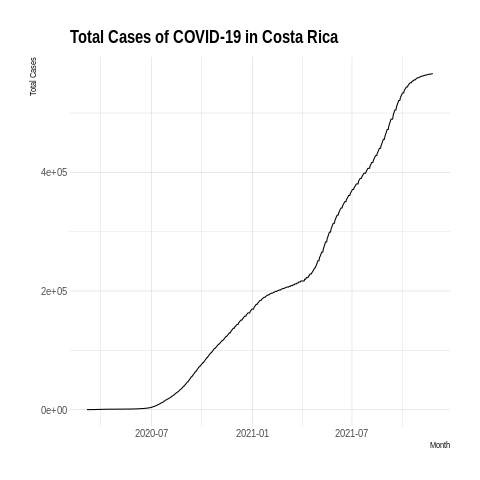 Total Cases of COVID-19 in Costa Rica
Total Cases
4e+05
2e+05
0e+00
2020-07 2021-01 2021-07
Month